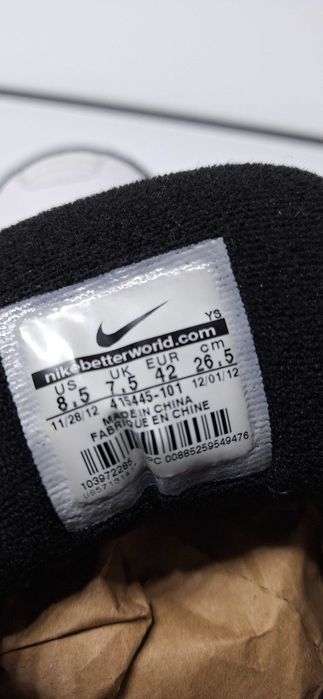 YS
nikebetterworld.com
US UK EUR cm
8.5 7.5 42 26.5
11/28/12 415445-101 12/01/12
MADE IN CHINA
FABRIQUE EN CHINE
PC 00885259549476